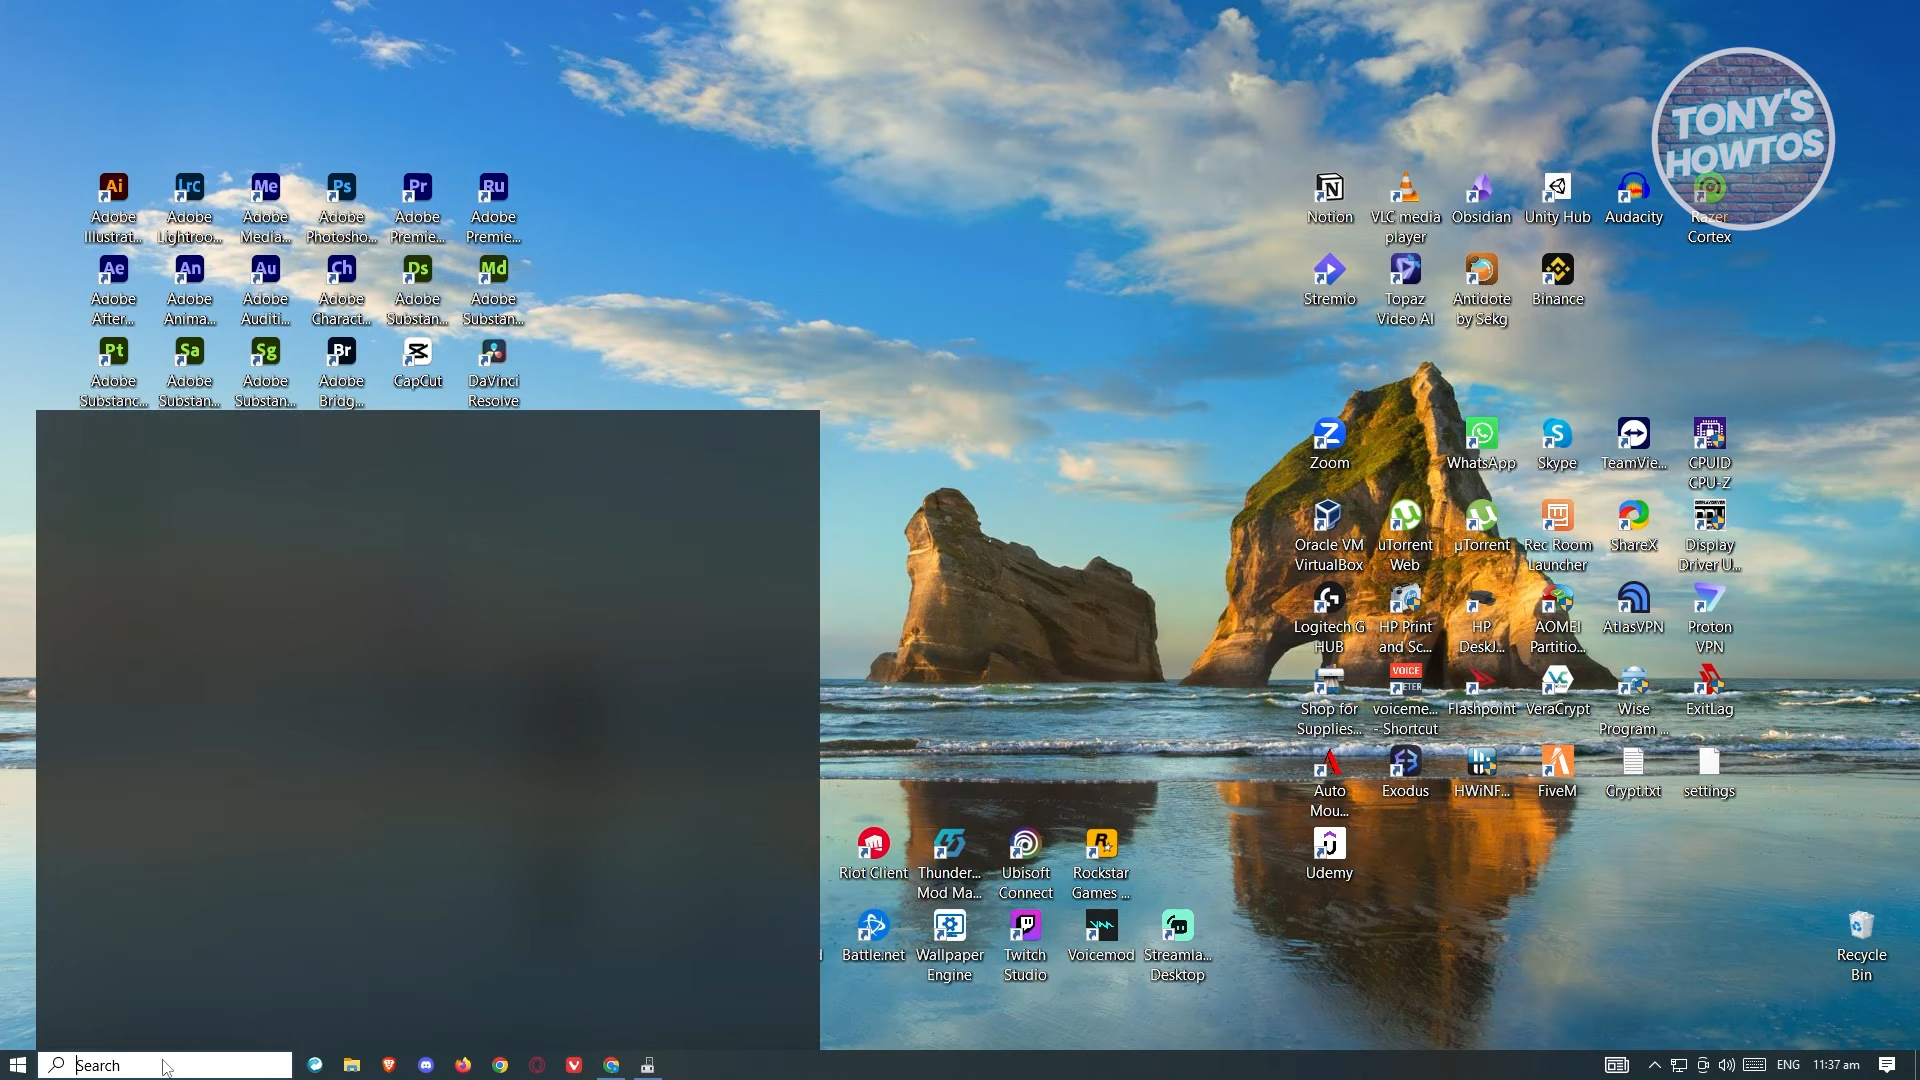 TONY'S
HOWTOS
Ai
Lrc
Me
Ps
Pr
Ru
Adobe
Illustrat...
Adobe
Lightroo...
Adobe
Media...
Adobe
Photosho...
Adobe
Premie...
Adobe
Premie...
Ae
An
Au
Ch
Ds
Md
Adobe
After...
Adobe
Anima...
Adobe
Auditi...
Adobe
Charact...
Adobe
Substan...
Adobe
Substan...
Pt
Sa
Sg
Br
Adobe
Substanc...
Adobe
Substan...
Adobe
Substan...
Adobe
Bridg...
CapCut
DaVinci
Resolve
Notion
VLC media
player
Obsidian
Unity Hub
Audacity
Razer
Cortex
Stremio
Topaz
Video AI
Antidote
by Sekg
Binance
Zoom
WhatsApp
Skype
TeamVie...
CPUID
CPU-Z
Oracle VM
VirtualBox
uTorrent
Web
µTorrent
Rec Room
Launcher
ShareX
Display
Driver U...
Logitech G
HUB
HP Print
and Sc...
HP
DeskJ...
AOMEI
Partitio...
AtlasVPN
Proton
VPN
VOICE
Shop for
Supplies...
voiceme...
- Shortcut
Flashpoint
VeraCrypt
Wise
Program ...
ExitLag
Auto
Mou...
Exodus
HWiNF...
FiveM
Crypt.txt
settings
Udemy
Riot Client
Thunder...
Mod Ma...
Ubisoft
Connect
Rockstar
Games ...
Battle.net
Wallpaper
Engine
Twitch
Studio
Voicemod
Streamla...
Desktop
Recycle
Bin
Search
ENG
11:37 am